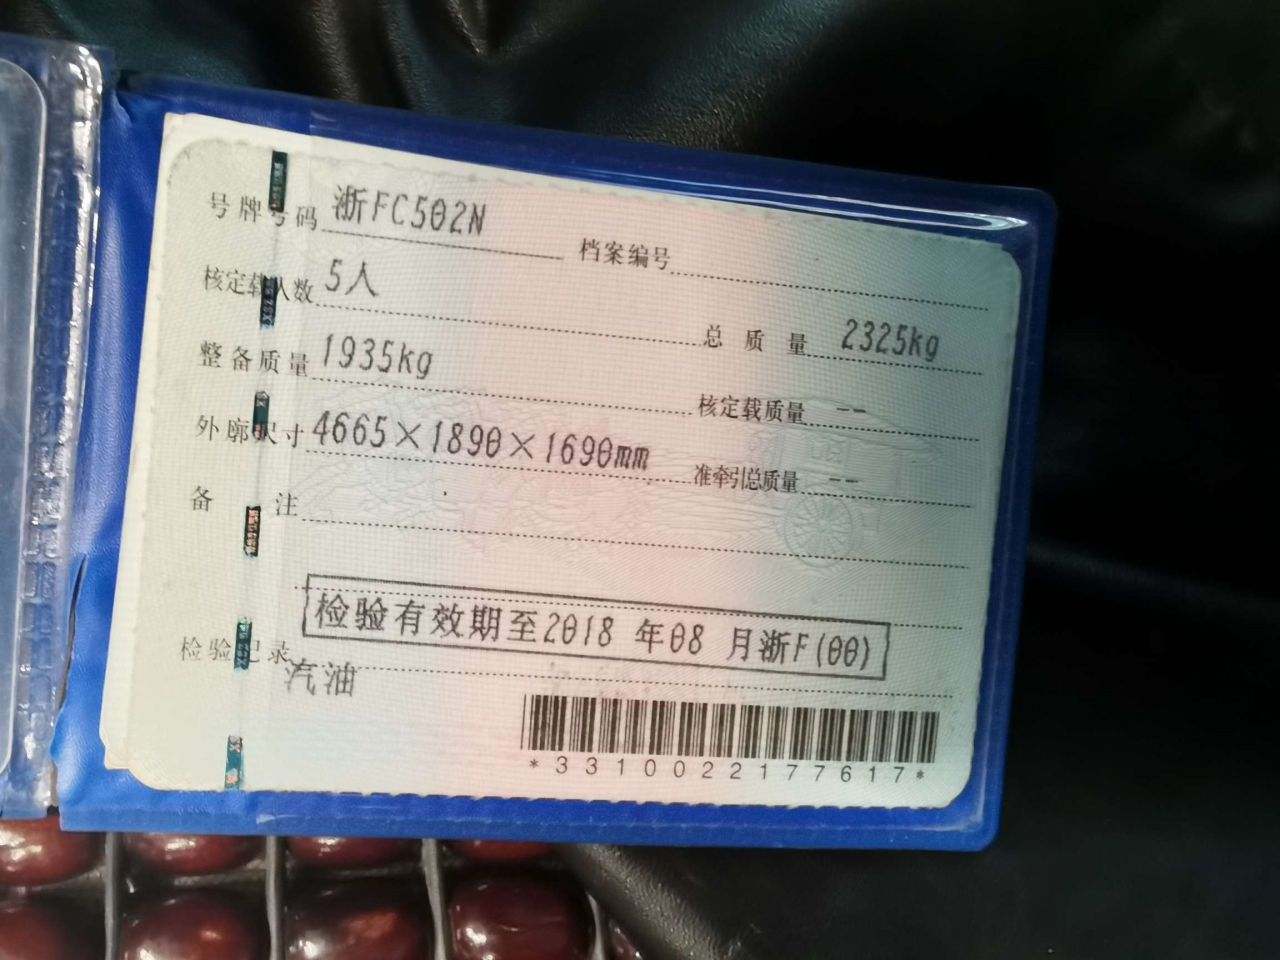 号牌号码 浙FC502N 档案编号
核定载人数 5人 总质量 2325kg
整备质量 1935kg 核定载质量 --
外廓尺寸 4665×1890×1690mm 准牵引总质量 --
备注
检验有效期至2018 年08 月浙F(00)
检验记录
汽油
*3310022177617*